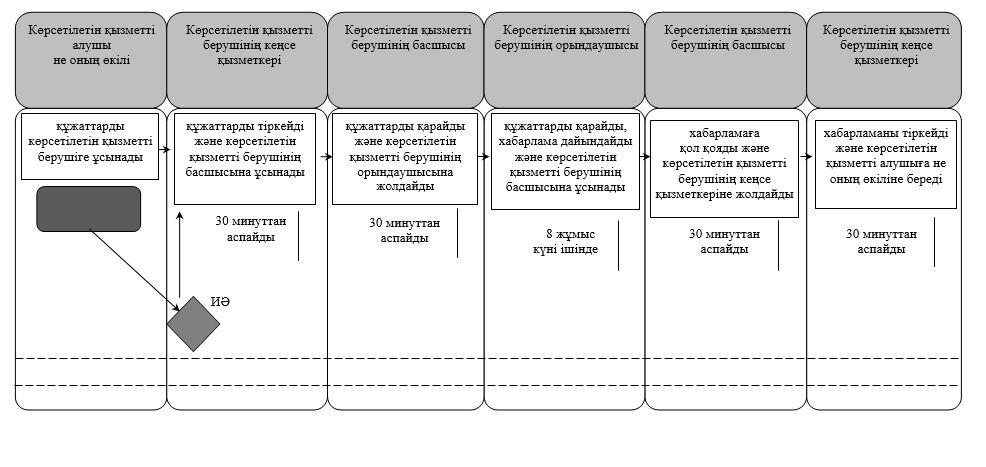 Көрсетілетін қызметті
алушы
не оның өкілі
Көрсетілетін қызметті
берушінің кеңсе
қызметкері
Көрсетілетін қызметті
берушінің басшысы
Көрсетілетін қызметті
берушінің орындаушысы
Көрсетілетін қызметті
берушінің басшысы
Көрсетілетін қызметті
берушінің кеңсе
қызметкері
құжаттарды
көрсетілетін қызметті
берушіге ұсынады
құжаттарды тіркейді
және көрсетілетін
қызметті берушінің
басшысына ұсынады
құжаттарды қарайды
және көрсетілетін
қызметті берушінің
орындаушысына
жолдайды
құжаттарды қарайды,
хабарлама дайындайды
және көрсетілетін
қызметті берушінің
басшысына ұсынады
хабарламаға
қол қояды және
көрсетілетін қызметті
берушінің кеңсе
қызметкеріне жолдайды
хабарламаны тіркейді
және көрсетілетін
қызметті алушыға не
оның өкіліне береді
30 минуттан
аспайды
30 минуттан
аспайды
8 жұмыс
күні ішінде
30 минуттан
аспайды
30 минуттан
аспайды
ИӘ